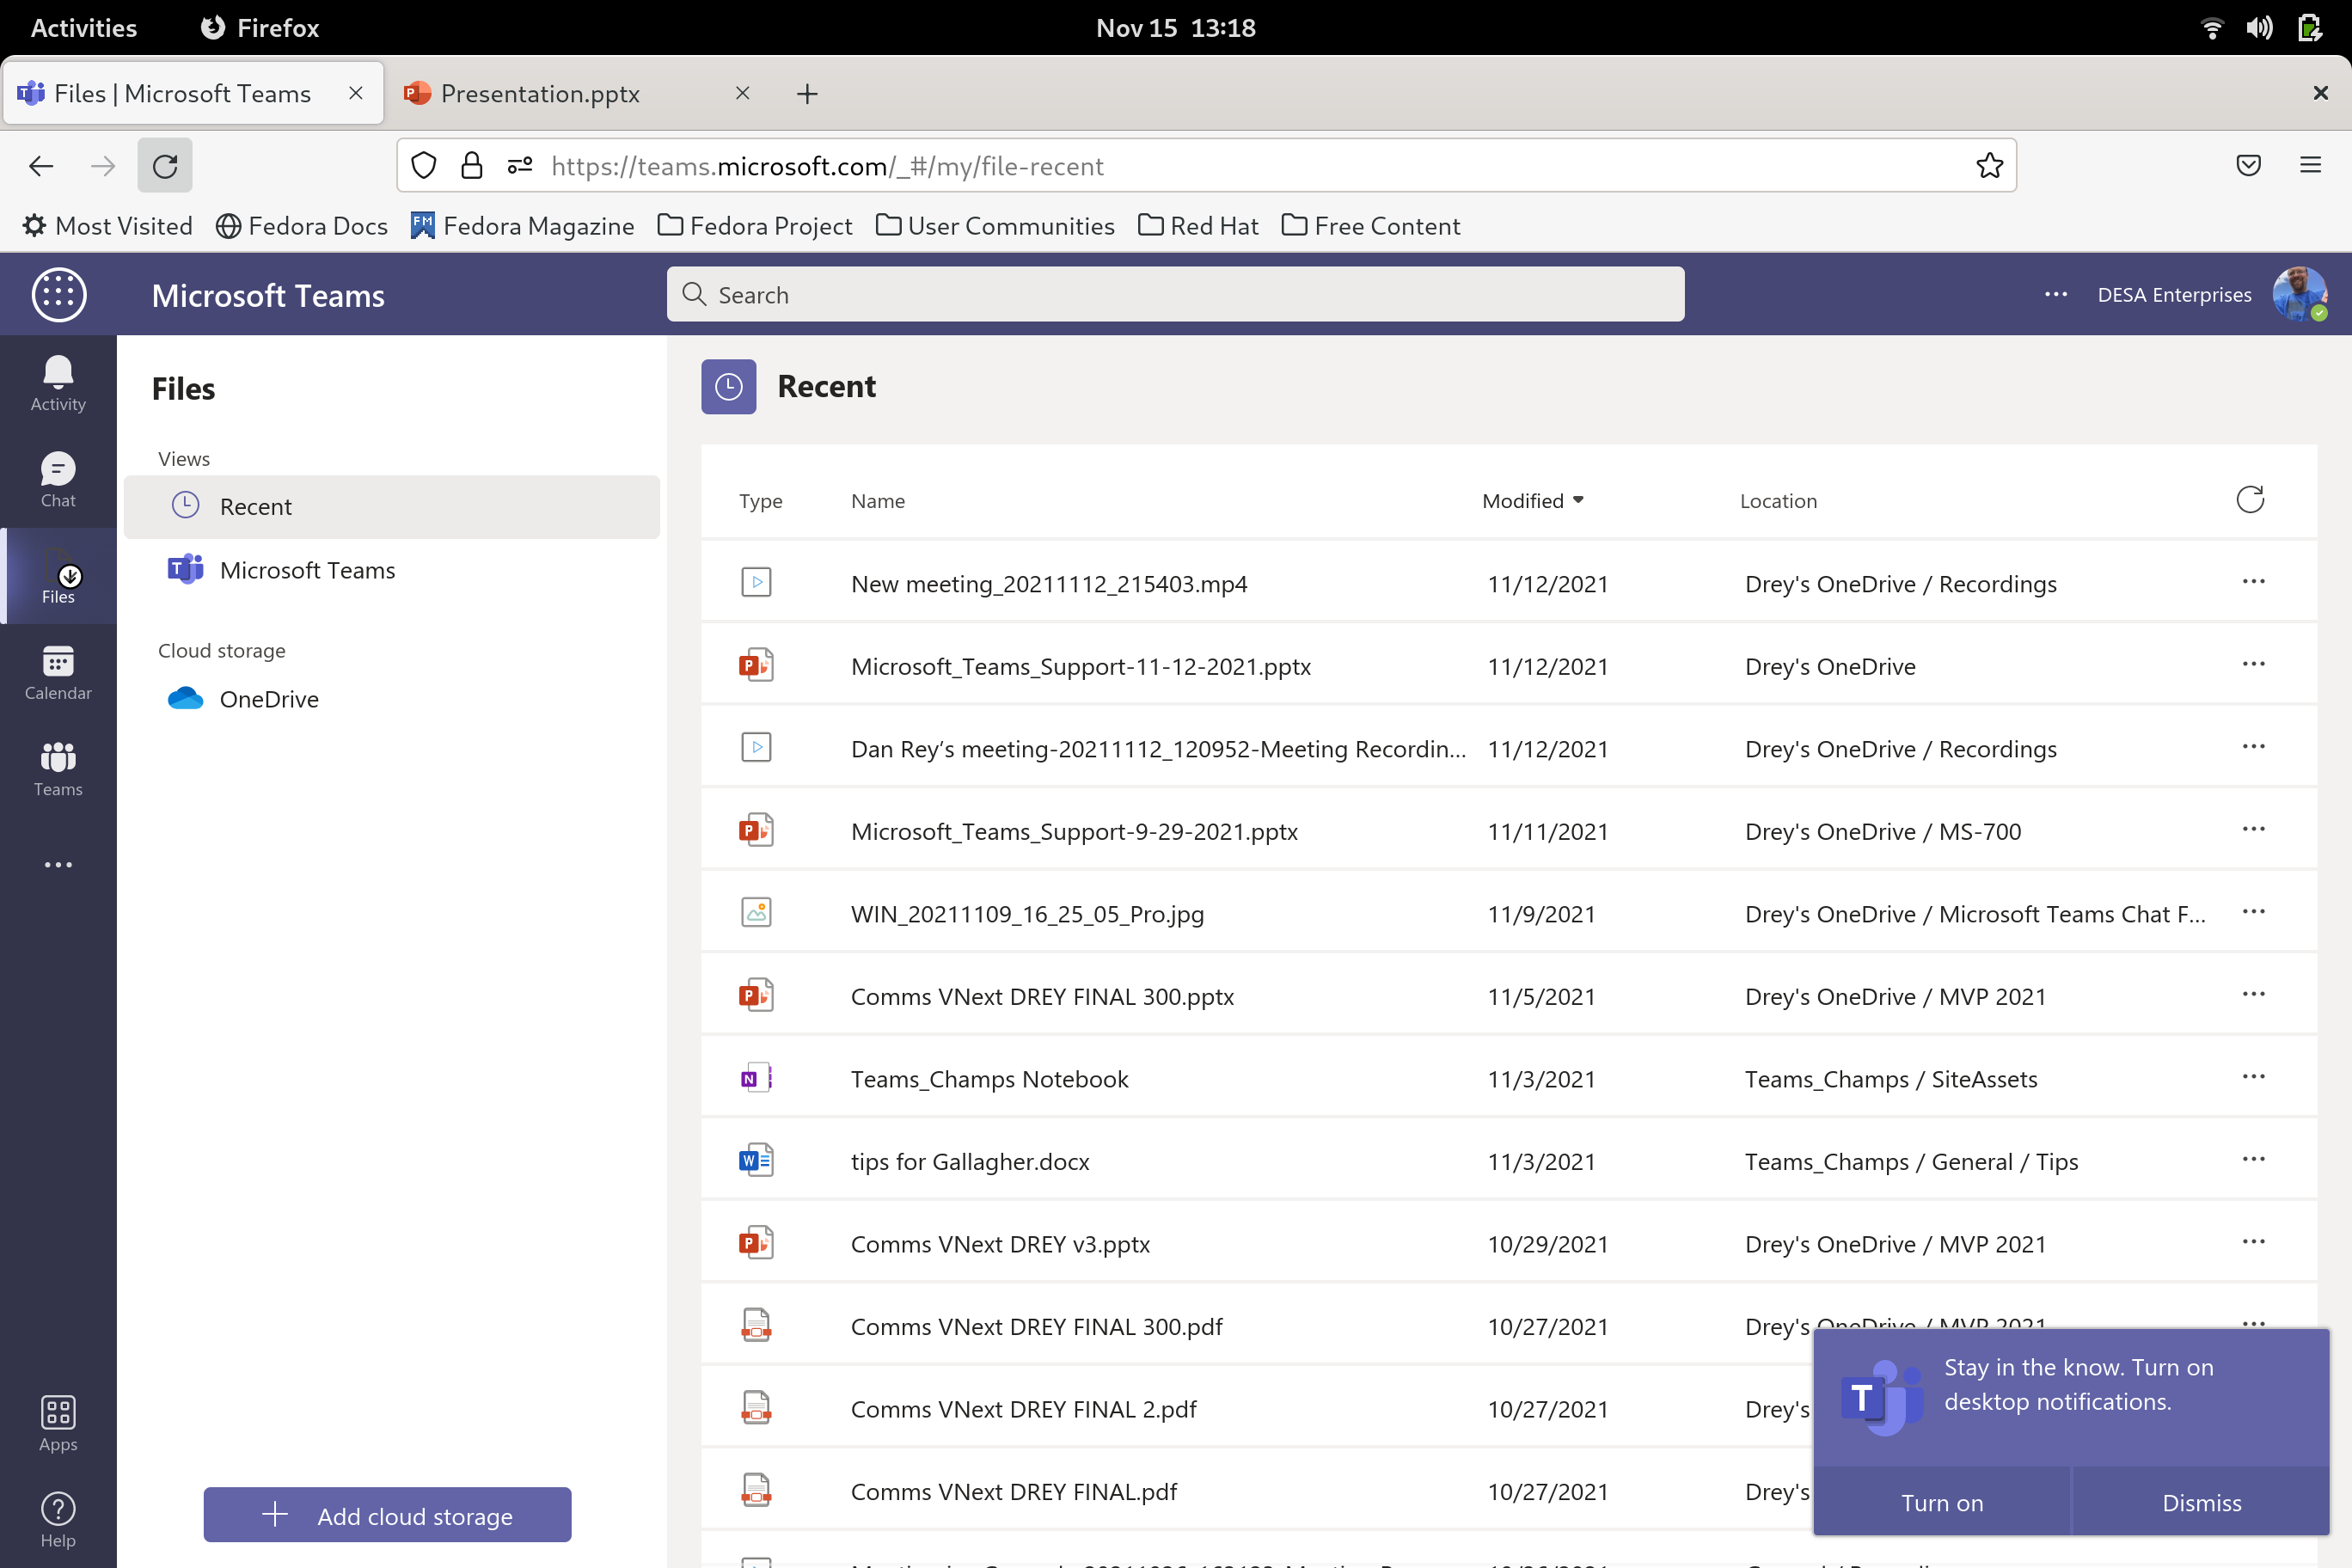 Activities Firefox Nov 15 13:18
Files | Microsoft Teams Presentation.pptx
https://teams.microsoft.com/_#/my/file-recent
Most Visited Fedora Docs Fedora Magazine Fedora Project User Communities Red Hat Free Content
Microsoft Teams Search DESA Enterprises
Activity
Chat
Files
Calendar
Teams
Apps
Help
Files
Views
Recent
Microsoft Teams
Cloud storage
OneDrive
Add cloud storage
Recent
Type Name Modified Location
New meeting_20211112_215403.mp4 11/12/2021 Drey's OneDrive / Recordings
Microsoft_Teams_Support-11-12-2021.pptx 11/12/2021 Drey's OneDrive
Dan Rey’s meeting-20211112_120952-Meeting Recordin... 11/12/2021 Drey's OneDrive / Recordings
Microsoft_Teams_Support-9-29-2021.pptx 11/11/2021 Drey's OneDrive / MS-700
WIN_20211109_16_25_05_Pro.jpg 11/9/2021 Drey's OneDrive / Microsoft Teams Chat F...
Comms VNext DREY FINAL 300.pptx 11/5/2021 Drey's OneDrive / MVP 2021
Teams_Champs Notebook 11/3/2021 Teams_Champs / SiteAssets
tips for Gallagher.docx 11/3/2021 Teams_Champs / General / Tips
Comms VNext DREY v3.pptx 10/29/2021 Drey's OneDrive / MVP 2021
Comms VNext DREY FINAL 300.pdf 10/27/2021 Drey's OneDrive / MVP 2021
Comms VNext DREY FINAL 2.pdf 10/27/2021 Drey's
Comms VNext DREY FINAL.pdf 10/27/2021 Drey's
Stay in the know. Turn on
desktop notifications.
Turn on Dismiss